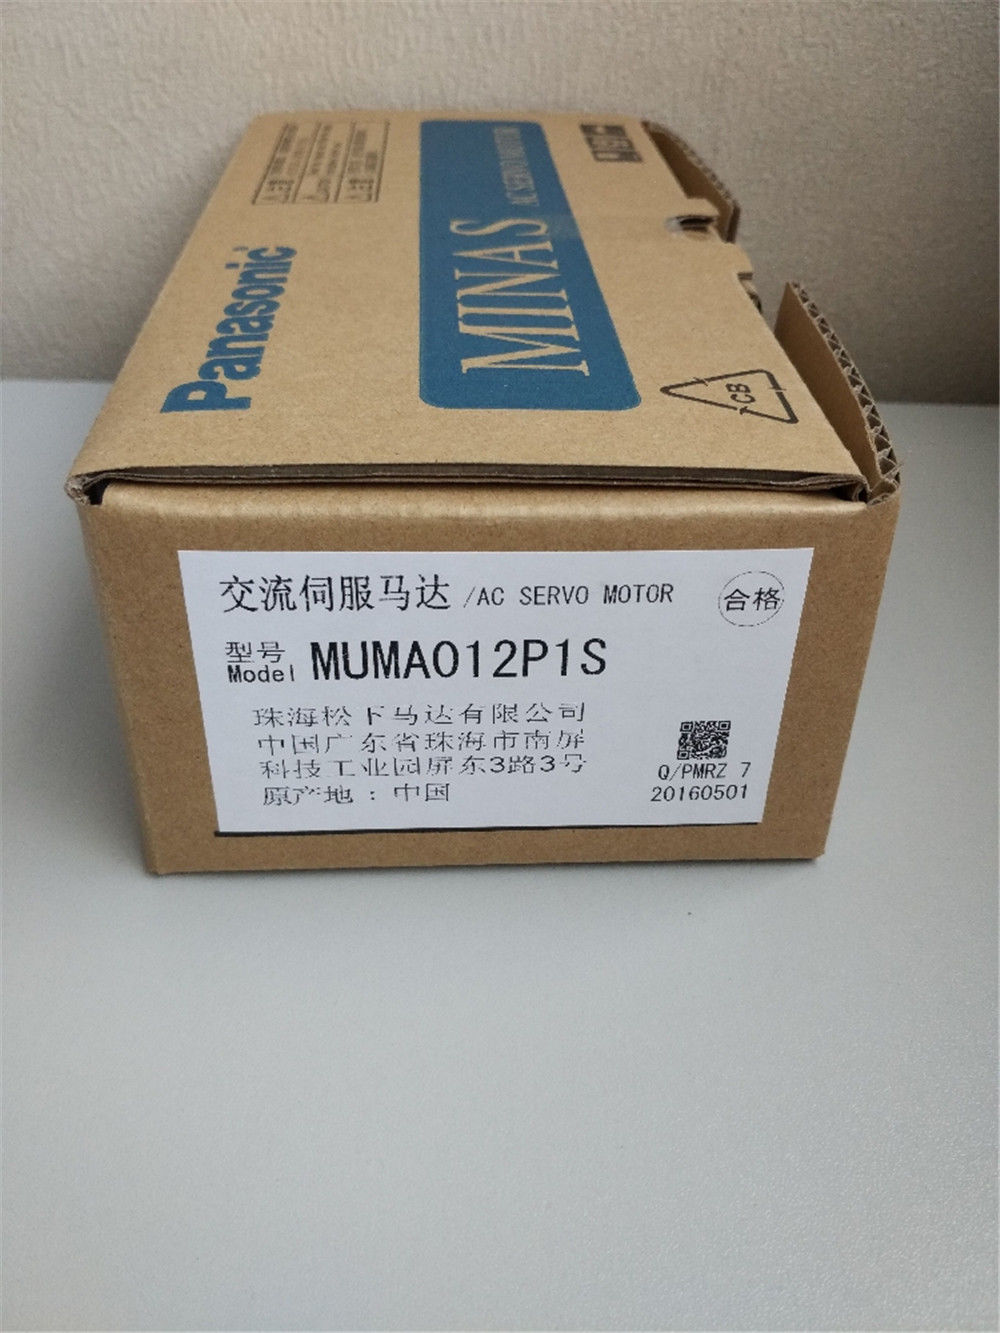 Panasonic
MINAS
AC SERVO MOTOR
CB
交流伺服马达 /AC SERVO MOTOR
合格
型号
Model MUMA012P1S
珠海松下马达有限公司
中国广东省珠海市南屏
科技工业园屏东3路3号
原产地：中国
Q/PMRZ 7
20160501